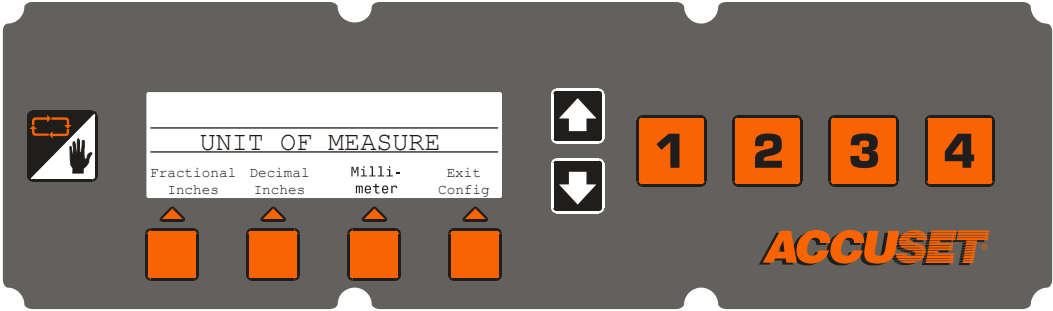 UNIT OF MEASURE
Fractional Decimal Milli- Exit
Inches Inches meter Config
1 2 3 4
ACCUSET®